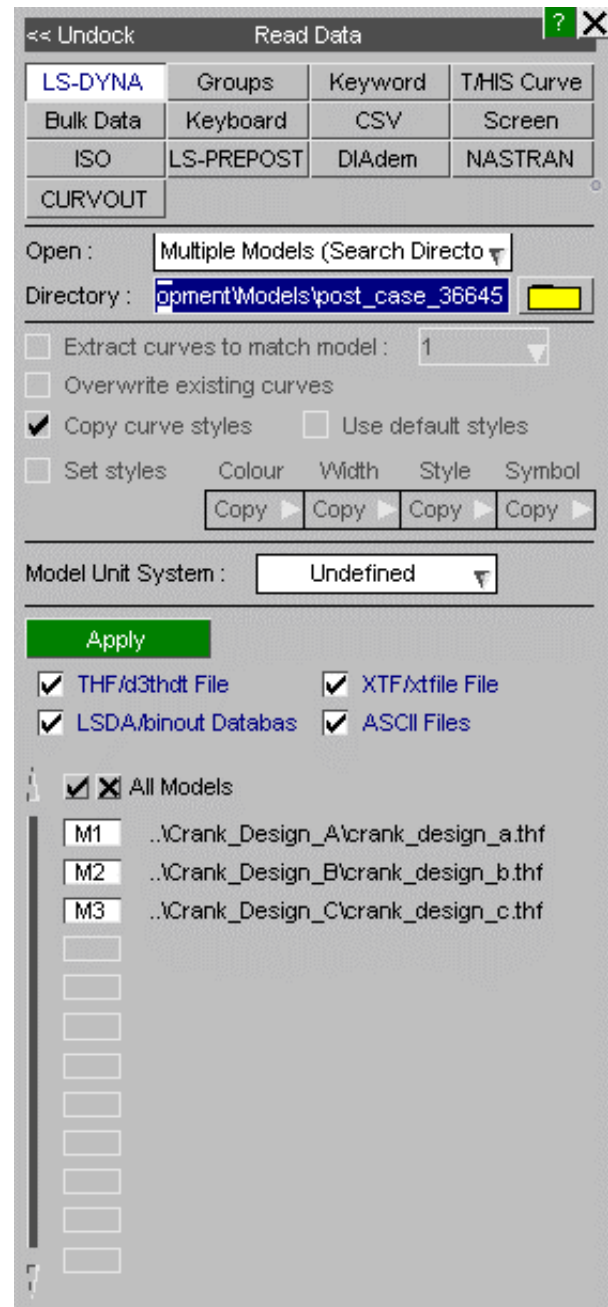 << Undock Read Data ? X
LS-DYNA Groups Keyword T/HIS Curve
Bulk Data Keyboard CSV Screen
ISO LS-PREPOST DIAdem NASTRAN
CURVOUT
Open : Multiple Models (Search Directo
Directory : opment\Models\post_case_36645
Extract curves to match model : 1
Overwrite existing curves
Copy curve styles Use default styles
Set styles Colour Width Style Symbol
Copy Copy Copy Copy
Model Unit System : Undefined
Apply
THF/d3thdt File XTF/xtfile File
LSDA/binout Databas ASCII Files
All Models
M1 ..\Crank_Design_A\crank_design_a.thf
M2 ..\Crank_Design_B\crank_design_b.thf
M3 ..\Crank_Design_C\crank_design_c.thf